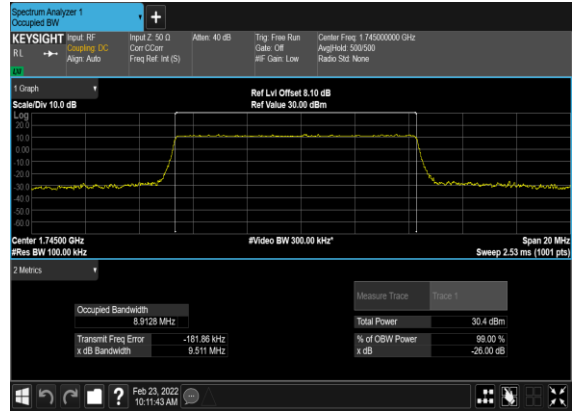 Spectrum Analyzer 1
Occupied BW
+
KEYSIGHT Input: RF Input Z: 50 Ω Atten: 40 dB Trig: Free Run Center Freq: 1.745000000 GHz
RL Coupling: DC Corr CCorr Gate: Off Avg|Hold: 500/500
Align: Auto Freq Ref: Int (S) #IF Gain: Low Radio Std: None
1 Graph
Ref Lvl Offset 8.10 dB
Scale/Div 10.0 dB Ref Value 30.00 dBm
Log
20.0
10.0
0.00
-10.0
-20.0
-30.0
-40.0
-50.0
-60.0
Center 1.74500 GHz #Video BW 300.00 kHz* Span 20 MHz
#Res BW 100.00 kHz Sweep 2.53 ms (1001 pts)
2 Metrics
Measure Trace Trace 1
Occupied Bandwidth
8.9128 MHz Total Power 30.4 dBm
Transmit Freq Error -181.86 kHz % of OBW Power 99.00 %
x dB Bandwidth 9.511 MHz x dB -26.00 dB
? Feb 23, 2022
10:11:43 AM